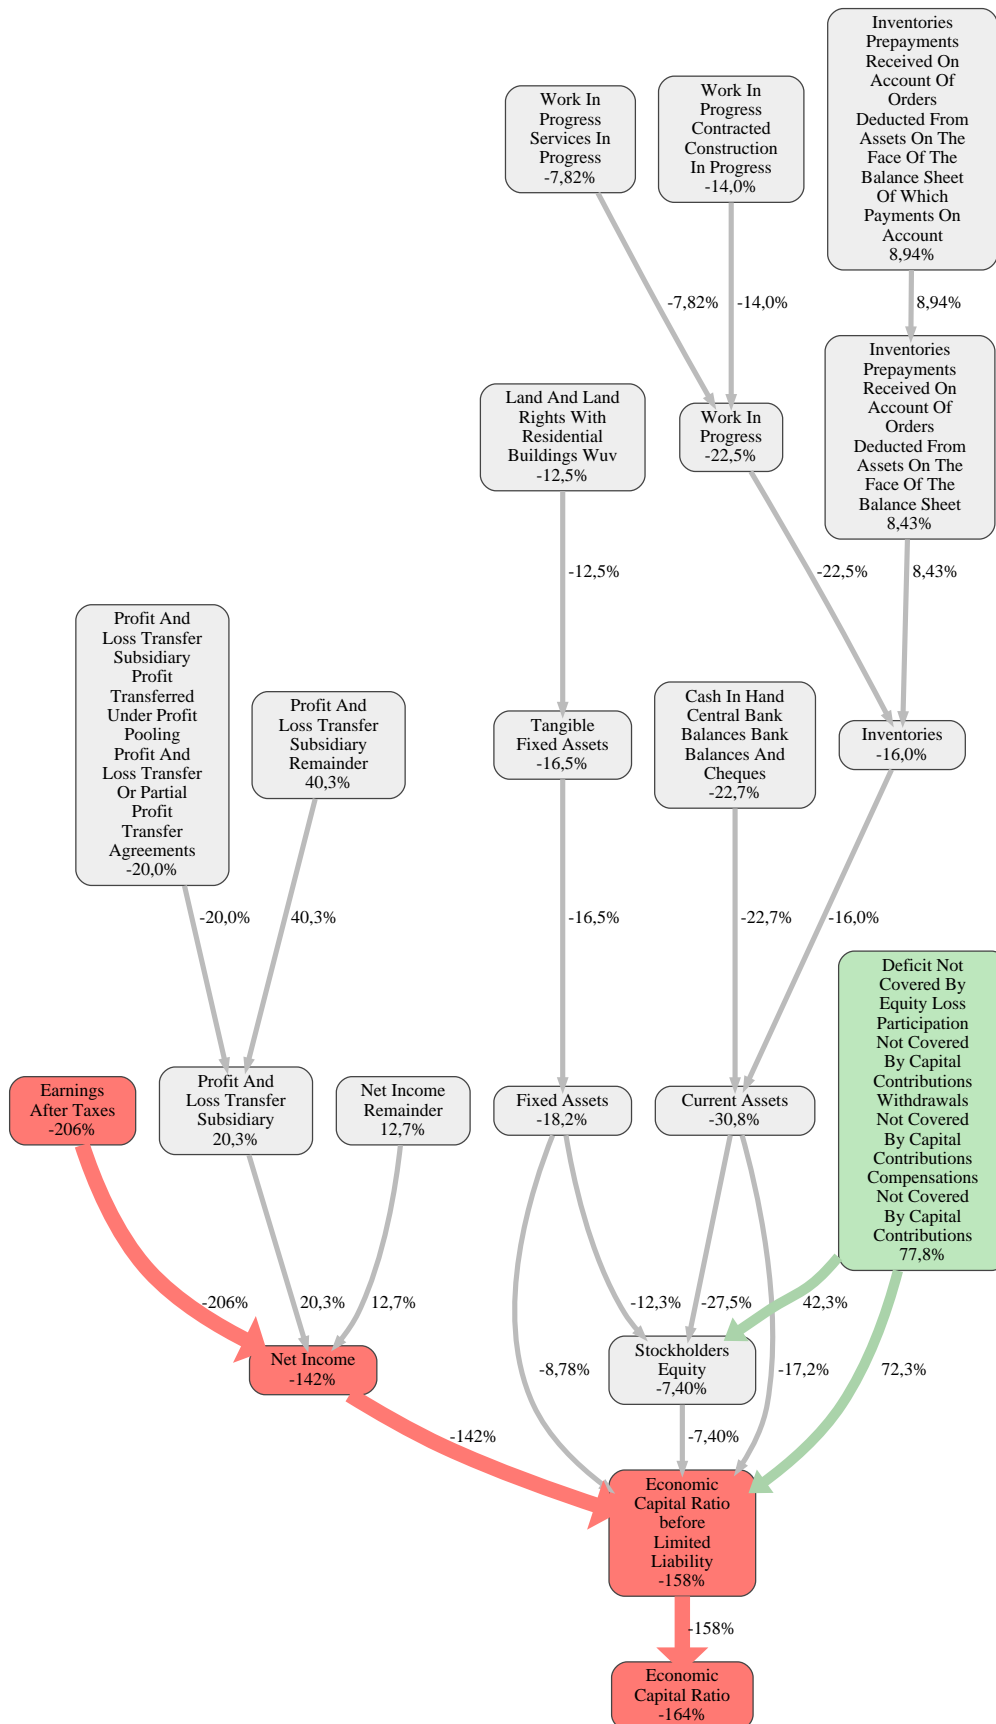 Inventories
Prepayments
Received On
Account Of
Orders
Deducted From
Assets On The
Face Of The
Balance Sheet
Of Which
Payments On
Account
8,94%
Work In
Progress
Services In
Progress
-7,82%
Work In
Progress
Contracted
Construction
In Progress
-14,0%
-7,82%
-14,0%
8,94%
Inventories
Prepayments
Received On
Account Of
Orders
Deducted From
Assets On The
Face Of The
Balance Sheet
8,43%
Land And Land
Rights With
Residential
Buildings Wuv
-12,5%
Work In
Progress
-22,5%
-12,5%
-22,5%
8,43%
Profit And
Loss Transfer
Subsidiary
Profit
Transferred
Under Profit
Pooling
Profit And
Loss Transfer
Or Partial
Profit
Transfer
Agreements
-20,0%
Profit And
Loss Transfer
Subsidiary
Remainder
40,3%
Tangible
Fixed Assets
-16,5%
Cash In Hand
Central Bank
Balances Bank
Balances And
Cheques
-22,7%
Inventories
-16,0%
-20,0%
40,3%
-16,5%
-22,7%
-16,0%
Deficit Not
Covered By
Equity Loss
Participation
Not Covered
By Capital
Contributions
Withdrawals
Not Covered
By Capital
Contributions
Compensations
Not Covered
By Capital
Contributions
77,8%
Earnings
After Taxes
-206%
Profit And
Loss Transfer
Subsidiary
20,3%
Net Income
Remainder
12,7%
Fixed Assets
-18,2%
Current Assets
-30,8%
-206%
20,3%
12,7%
-12,3%
-27,5%
42,3%
Net Income
-142%
-8,78%
Stockholders
Equity
-7,40%
-17,2%
72,3%
-142%
-7,40%
Economic
Capital Ratio
before
Limited
Liability
-158%
-158%
Economic
Capital Ratio
-164%